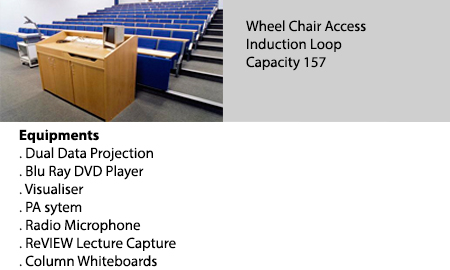 Wheel Chair Access
Induction Loop
Capacity 157
Equipments
. Dual Data Projection
. Blu Ray DVD Player
. Visualiser
. PA sytem
. Radio Microphone
. ReVIEW Lecture Capture
. Column Whiteboards